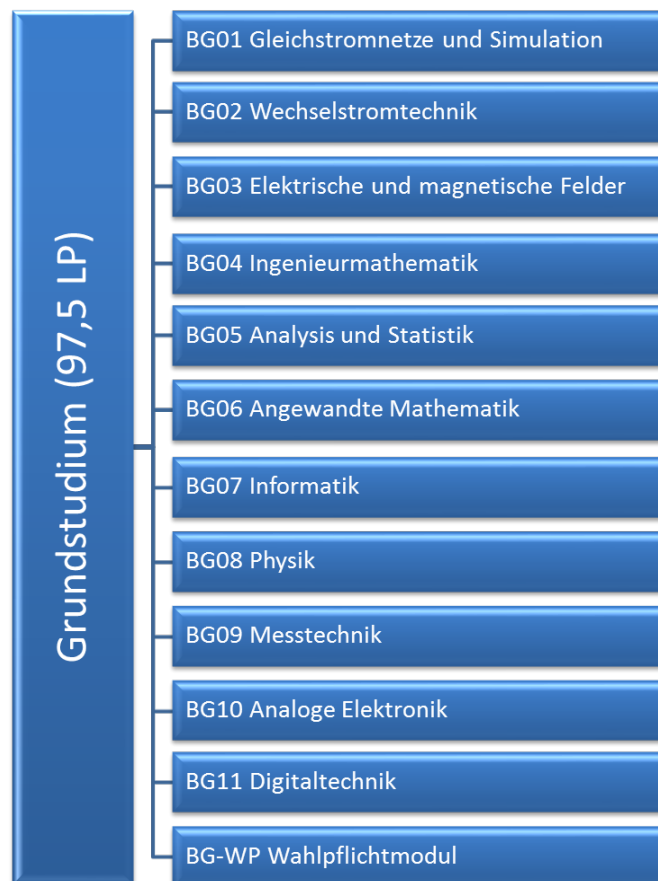 Grundstudium (97,5 LP)
BG01 Gleichstromnetze und Simulation
BG02 Wechselstromtechnik
BG03 Elektrische und magnetische Felder
BG04 Ingenieurmathematik
BG05 Analysis und Statistik
BG06 Angewandte Mathematik
BG07 Informatik
BG08 Physik
BG09 Messtechnik
BG10 Analoge Elektronik
BG11 Digitaltechnik
BG-WP Wahlpflichtmodul